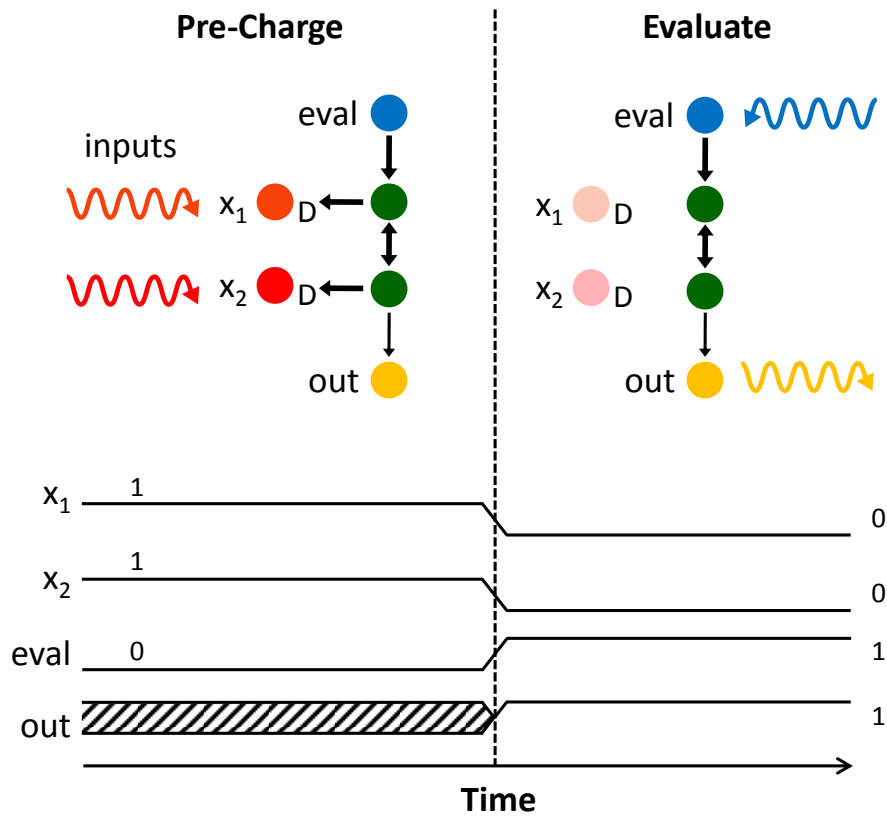 Pre-Charge
Evaluate
eval
inputs
x₁
D
x₂
D
out
eval
x₁
D
x₂
D
out
x₁ 1 0
x₂ 1 0
eval 0 1
out 1
Time